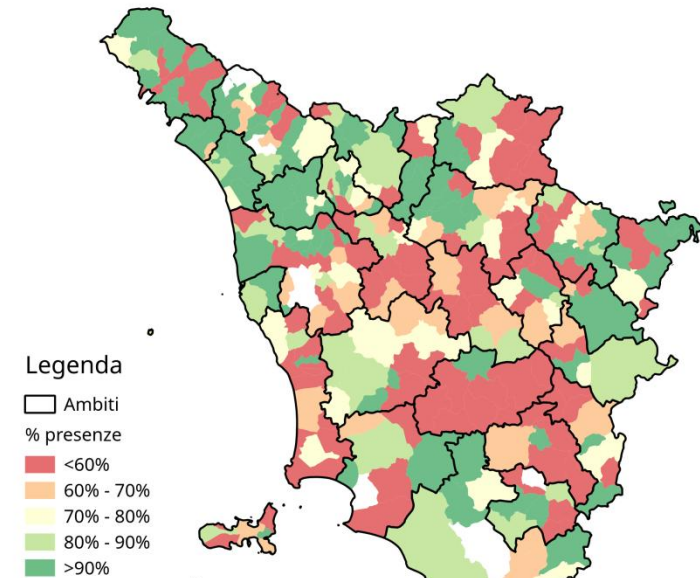 Legenda
Ambiti
% presenze
<60%
60% - 70%
70% - 80%
80% - 90%
>90%